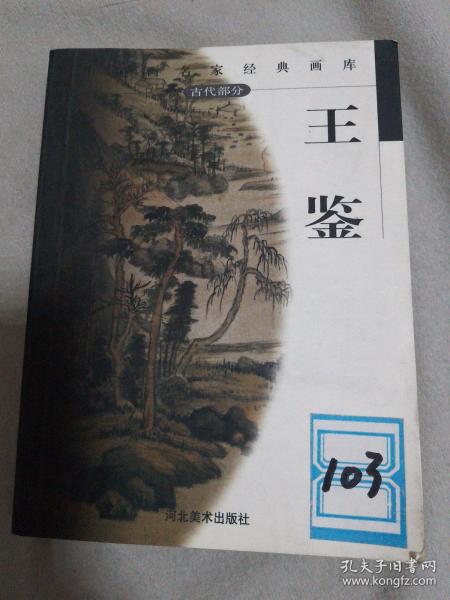 名家经典画库
古代部分
王鉴
103
河北美术出版社
孔夫子旧书网
www.kongfz.com